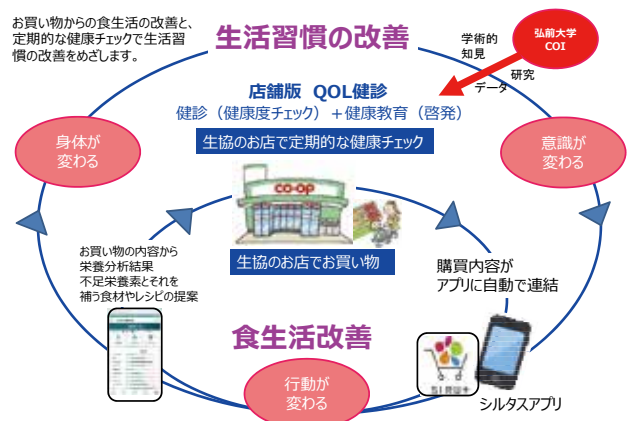 お買い物からの食生活の改善と、
定期的な健康チェックで生活習
慣の改善をめざします。
生活習慣の改善
学術的
知見
弘前大学
COI
研究
データ
店舗版 QOL健診
健診（健康度チェック）＋健康教育（啓発）
生協のお店で定期的な健康チェック
身体が
変わる
意識が
変わる
co-op
お買い物の内容から
栄養分析結果
不足栄養素とそれを
補う食材やレシピの提案
生協のお店でお買い物
購買内容が
アプリに自動で連結
食生活改善
行動が
変わる
SIRU+
シルタスアプリ